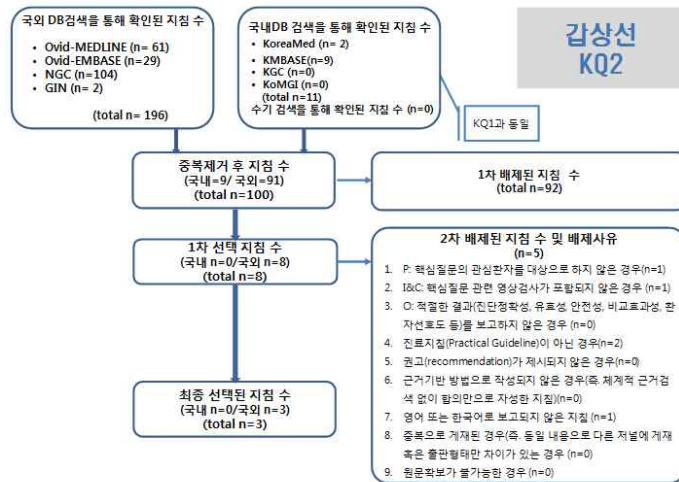 국외 DB검색을 통해 확인된 지침 수
• Ovid-MEDLINE (n= 61)
• Ovid-EMBASE (n=29)
• NGC (n=104)
• GIN (n= 2)
(total n= 196)
국내DB 검색을 통해 확인된 지침 수
• KoreaMed (n= 2)
• KMBASE(n=9)
• KGC (n=0)
• KoMGI (n=0)
(total n=11)
수기 검색을 통해 확인된 지침 수 (n=0)
갑상선
KQ2
KQ1과 동일
중복제거 후 지침 수
(국내=9/ 국외=91)
(total n=100)
1차 배제된 지침 수
(total n=92)
1차 선택 지침 수
(국내 n=0/국외 n=8)
(total n=8)
2차 배제된 지침 수 및 배제사유
(n=5)
1. P: 핵심질문의 관심환자를 대상으로 하지 않은 경우(n=1)
2. I&C: 핵심질문 관련 영상검사가 포함되지 않은 경우 (n=1)
3. O: 적절한 결과(진단정확성, 유효성, 안전성, 비교효과성, 환
자선호도 등)를 보고하지 않은 경우 (n=0)
4. 진료지침(Practical Guideline)이 아닌 경우(n=2)
5. 권고(recommendation)가 제시되지 않은 경우(n=0)
6. 근거기반 방법으로 작성되지 않은 경우(즉. 체계적 근거검
색 없이 합의만으로 작성한 지침)(n=0)
7. 영어 또는 한국어로 보고되지 않은 지침 (n=1)
8. 중복으로 게재된 경우(즉. 동일 내용으로 다른 저널에 게재
혹은 출판형태만 차이가 있는 경우 (n=0)
9. 원문확보가 불가능한 경우 (n=0)
최종 선택된 지침 수
(국내 n=0/국외 n=3)
(total n=3)